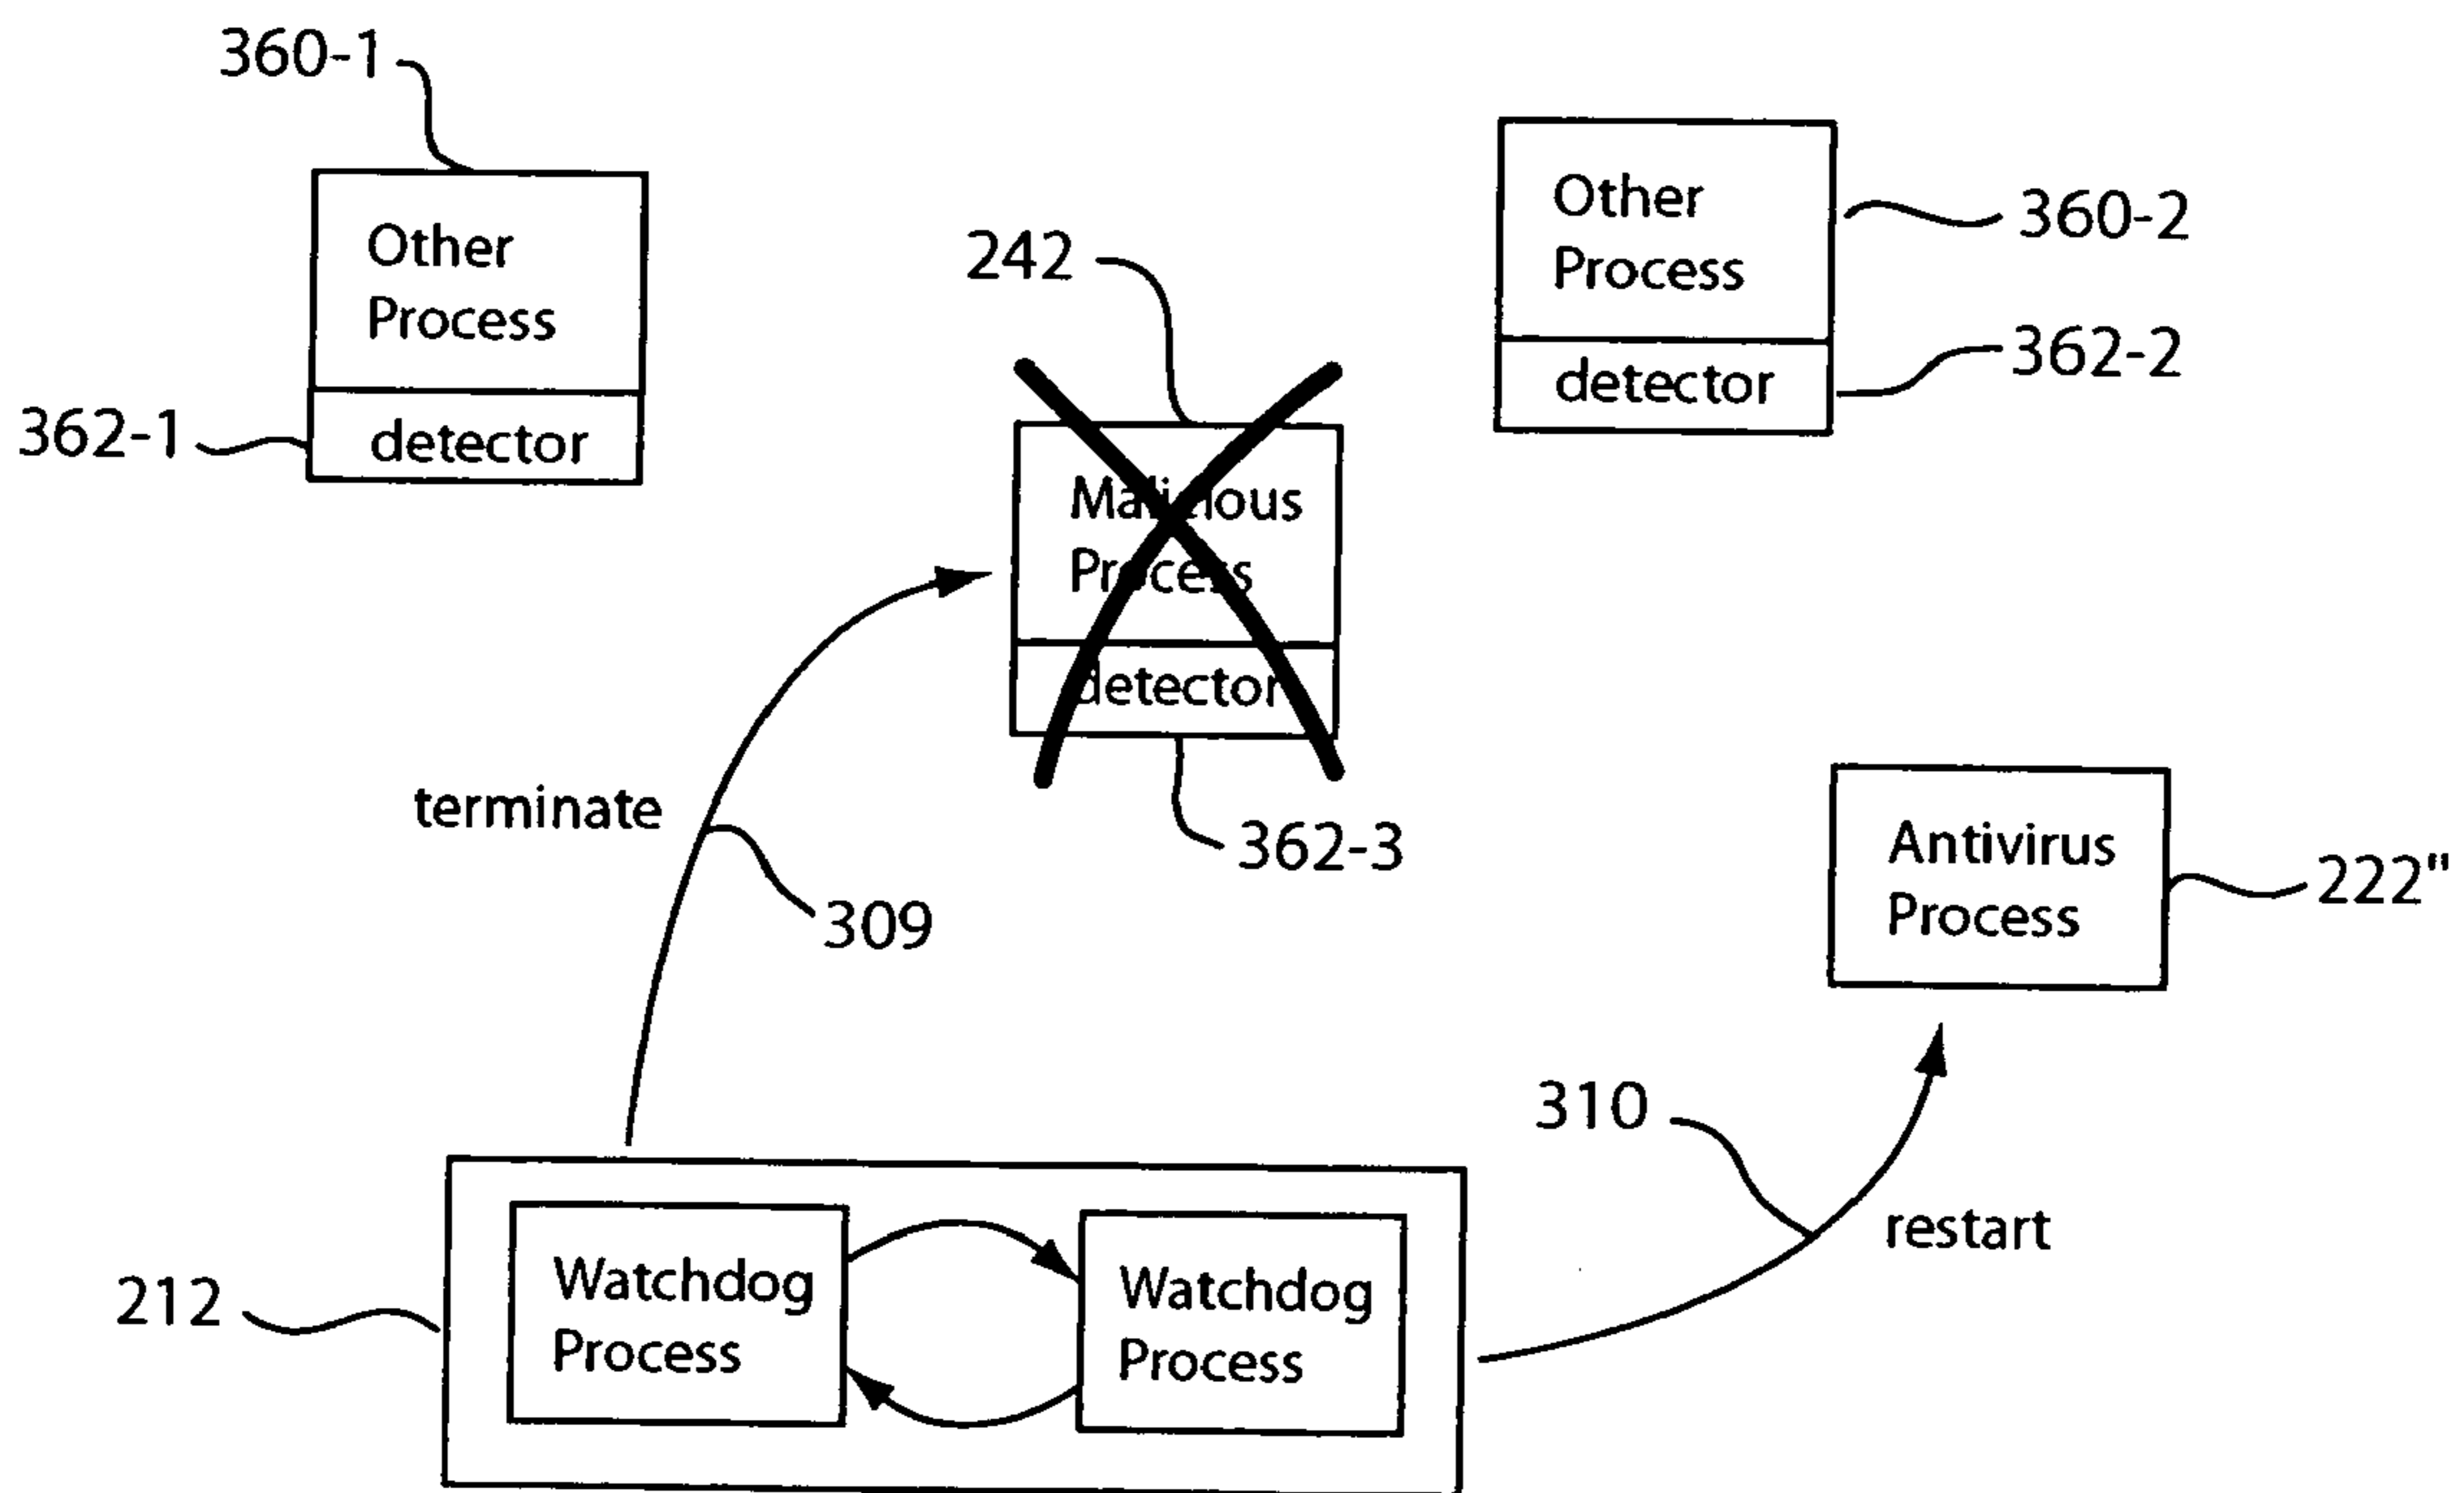 360-1
Other
Process
362-1
detector
242
Malicious
Process
detector
362-3
Other
Process
360-2
detector
362-2
terminate
309
Antivirus
Process
222"
310
restart
212
Watchdog
Process
Watchdog
Process